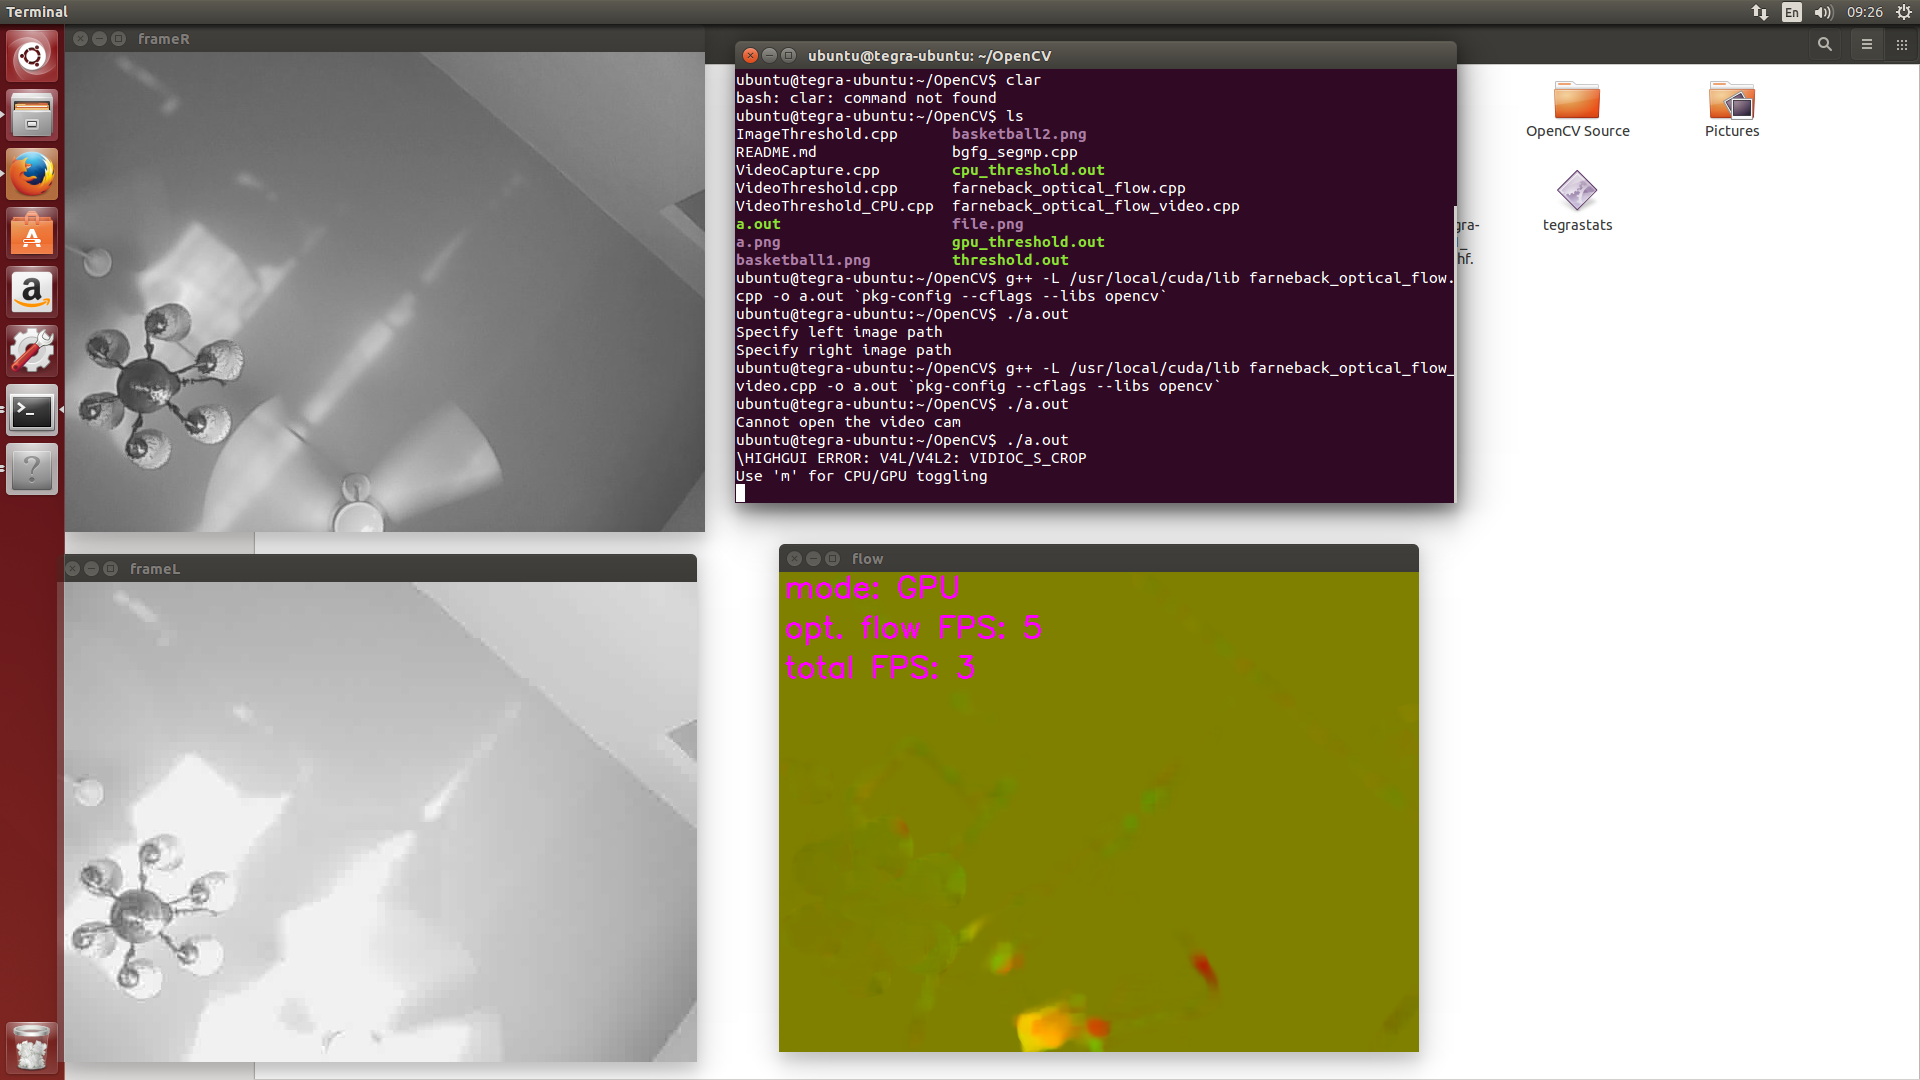 Terminal
En
09:26
frameR
ubuntu@tegra-ubuntu: ~/OpenCV
ubuntu@tegra-ubuntu:~/OpenCV$ clar
bash: clar: command not found
ubuntu@tegra-ubuntu:~/OpenCV$ ls
ImageThreshold.cpp basketball2.png
README.md bgfg_segmp.cpp
VideoCapture.cpp cpu_threshold.out
VideoThreshold.cpp farneback_optical_flow.cpp
VideoThreshold_CPU.cpp farneback_optical_flow_video.cpp
a.out file.png
a.png gpu_threshold.out
basketball1.png threshold.out
ubuntu@tegra-ubuntu:~/OpenCV$ g++ -L /usr/local/cuda/lib farneback_optical_flow.
cpp -o a.out `pkg-config --cflags --libs opencv`
ubuntu@tegra-ubuntu:~/OpenCV$ ./a.out
Specify left image path
Specify right image path
ubuntu@tegra-ubuntu:~/OpenCV$ g++ -L /usr/local/cuda/lib farneback_optical_flow_
video.cpp -o a.out `pkg-config --cflags --libs opencv`
ubuntu@tegra-ubuntu:~/OpenCV$ ./a.out
Cannot open the video cam
ubuntu@tegra-ubuntu:~/OpenCV$ ./a.out
\HIGHGUI ERROR: V4L/V4L2: VIDIOC_S_CROP
Use 'm' for CPU/GPU toggling
OpenCV Source
Pictures
gra-
hf.
tegrastats
frameL
flow
mode: GPU
opt. flow FPS: 5
total FPS: 3